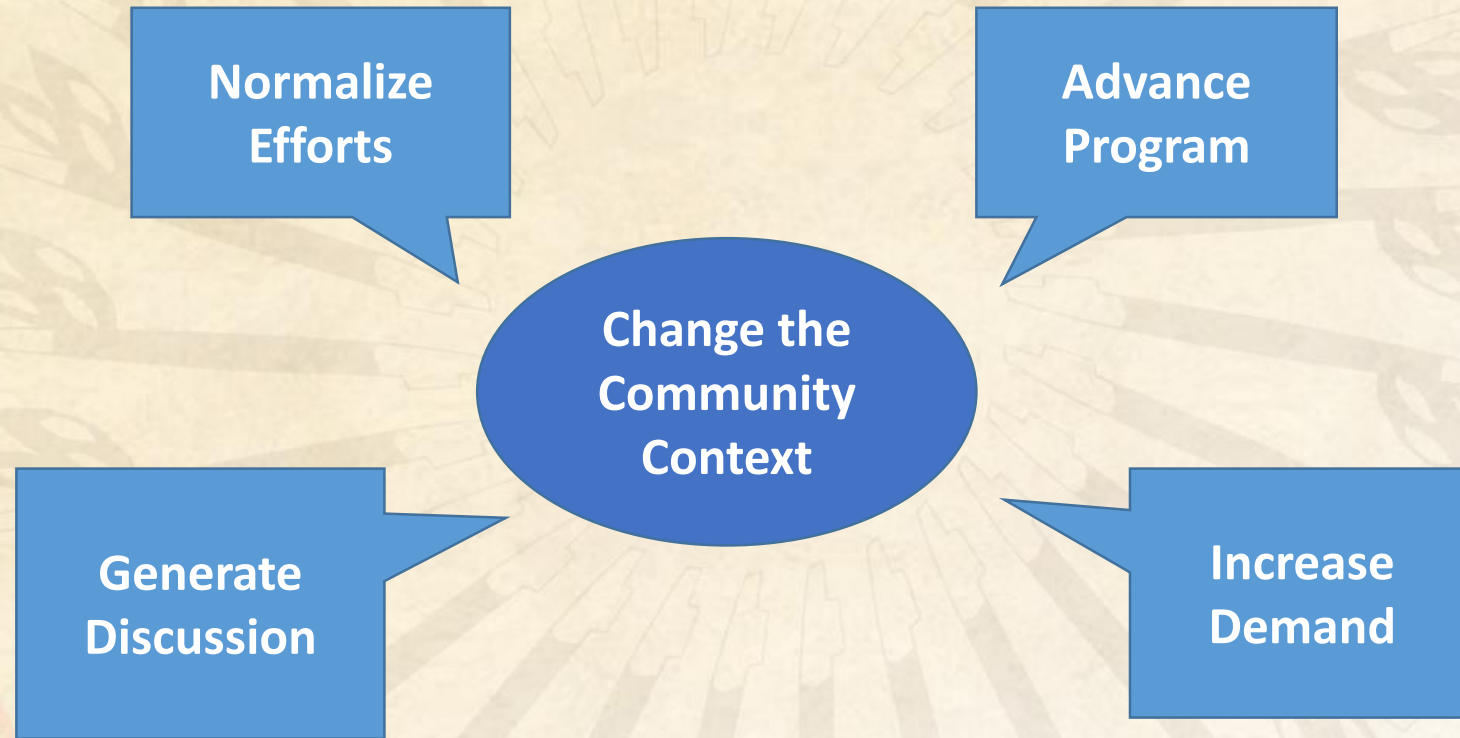 Normalize
Efforts
Advance
Program
Change the
Community
Context
Generate
Discussion
Increase
Demand